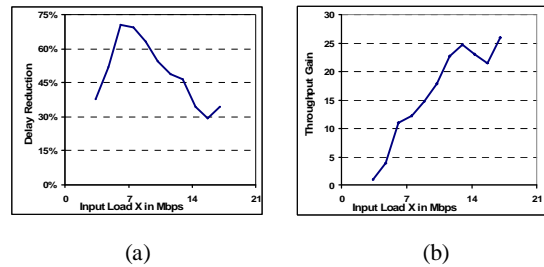 75%
60%
45%
30%
15%
0%
Delay Reduction
0 7 14 21
Input Load X in Mbps
(a)
30
25
20
15
10
5
0
Throughput Gain
0 7 14 21
Input Load X in Mbps
(b)